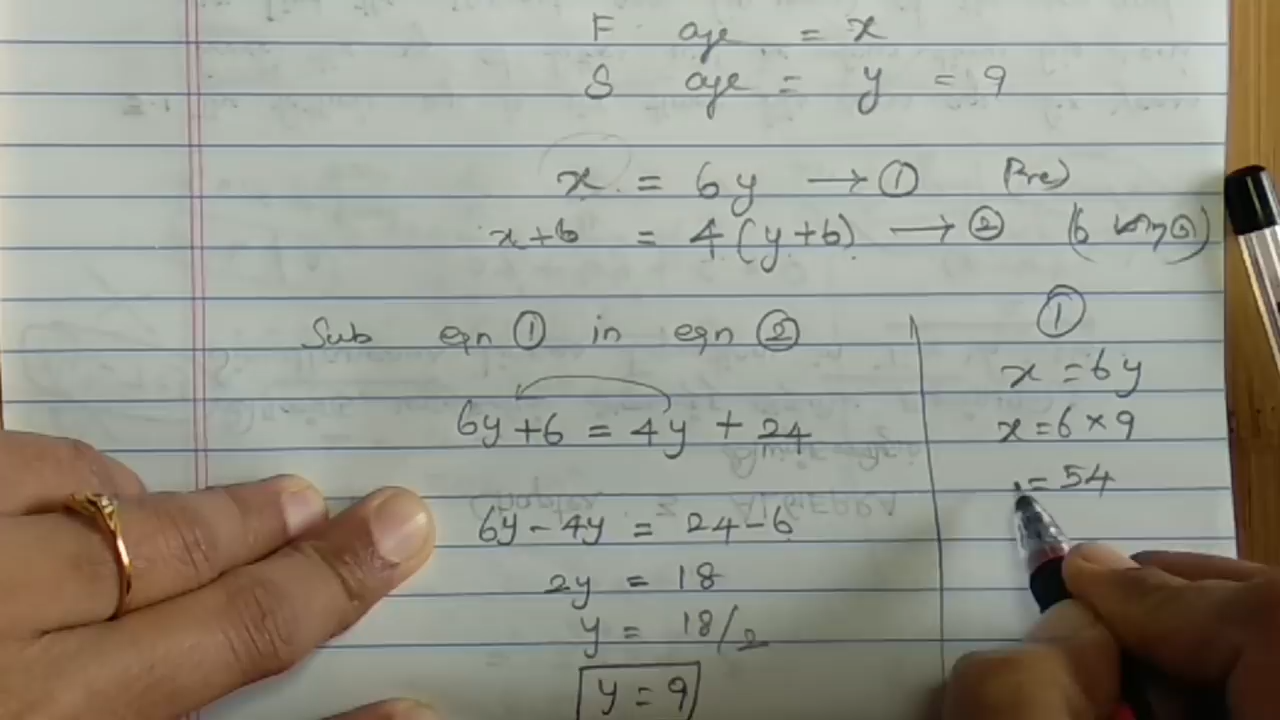 F age = x
S age = y = 9
x = 6y → ① (Pre)
x+6 = 4(y+6) → ② (6
Sub eqn ① in eqn ②
6y+6 = 4y + 24
6y-4y = 24-6
2y = 18
y = 18/2
y = 9
①
x = 6y
x = 6 × 9
= 54